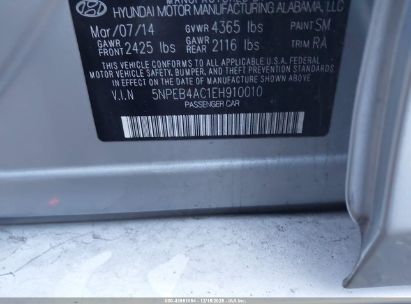 HYUNDAI MOTOR MANUFACTURING ALABAMA, LLC
Mar/07/14 GVWR 4365 lbs PAINT SM
GAWR FRONT 2425 lbs GAWR REAR 2116 lbs TRIM RA
THIS VEHICLE CONFORMS TO ALL APPLICABLE U.S.A. FEDERAL
MOTOR VEHICLE SAFETY, BUMPER, AND THEFT PREVENTION STANDARDS
IN EFFECT ON THE DATE OF MANUFACTURE SHOWN ABOVE.
V.I.N 5NPEB4AC1EH910010
PASSENGER CAR